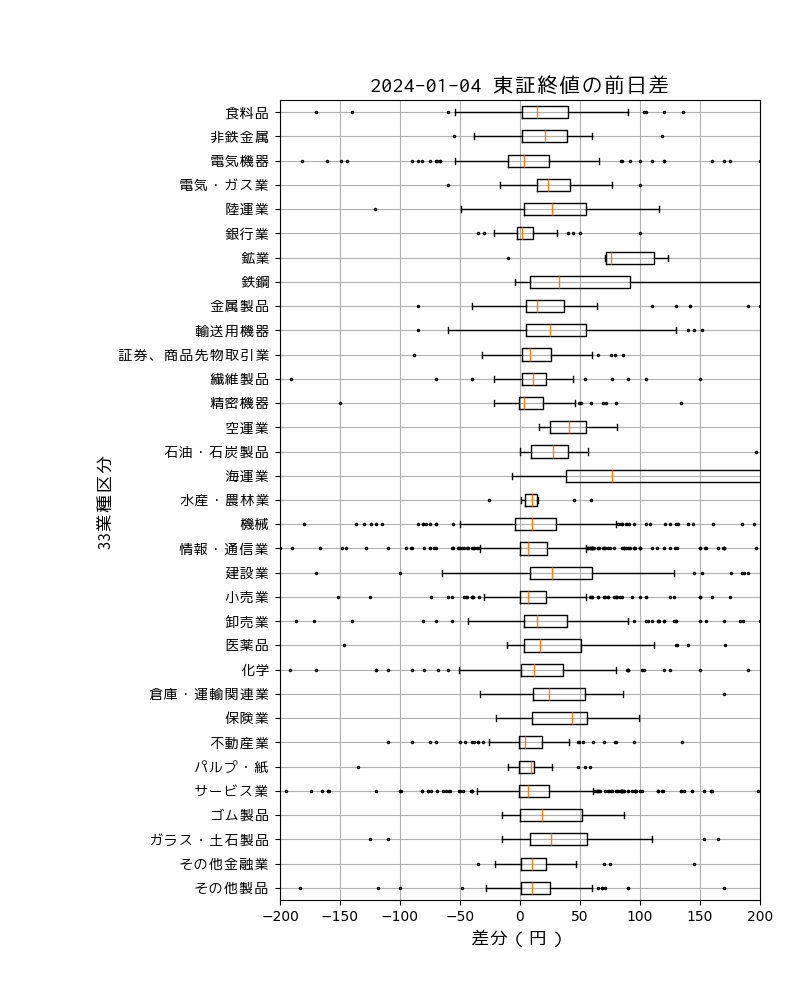 2024-01-04 東証終値の前日差
食料品
非鉄金属
電気機器
電気・ガス業
陸運業
銀行業
鉱業
鉄鋼
金属製品
輸送用機器
証券、商品先物取引業
繊維製品
精密機器
空運業
石油・石炭製品
海運業
水産・農林業
機械
情報・通信業
建設業
小売業
卸売業
医薬品
化学
倉庫・運輸関連業
保険業
不動産業
パルプ・紙
サービス業
ゴム製品
ガラス・土石製品
その他金融業
その他製品
33業種区分
−200 −150 −100 −50 0 50 100 150 200
差分(円)